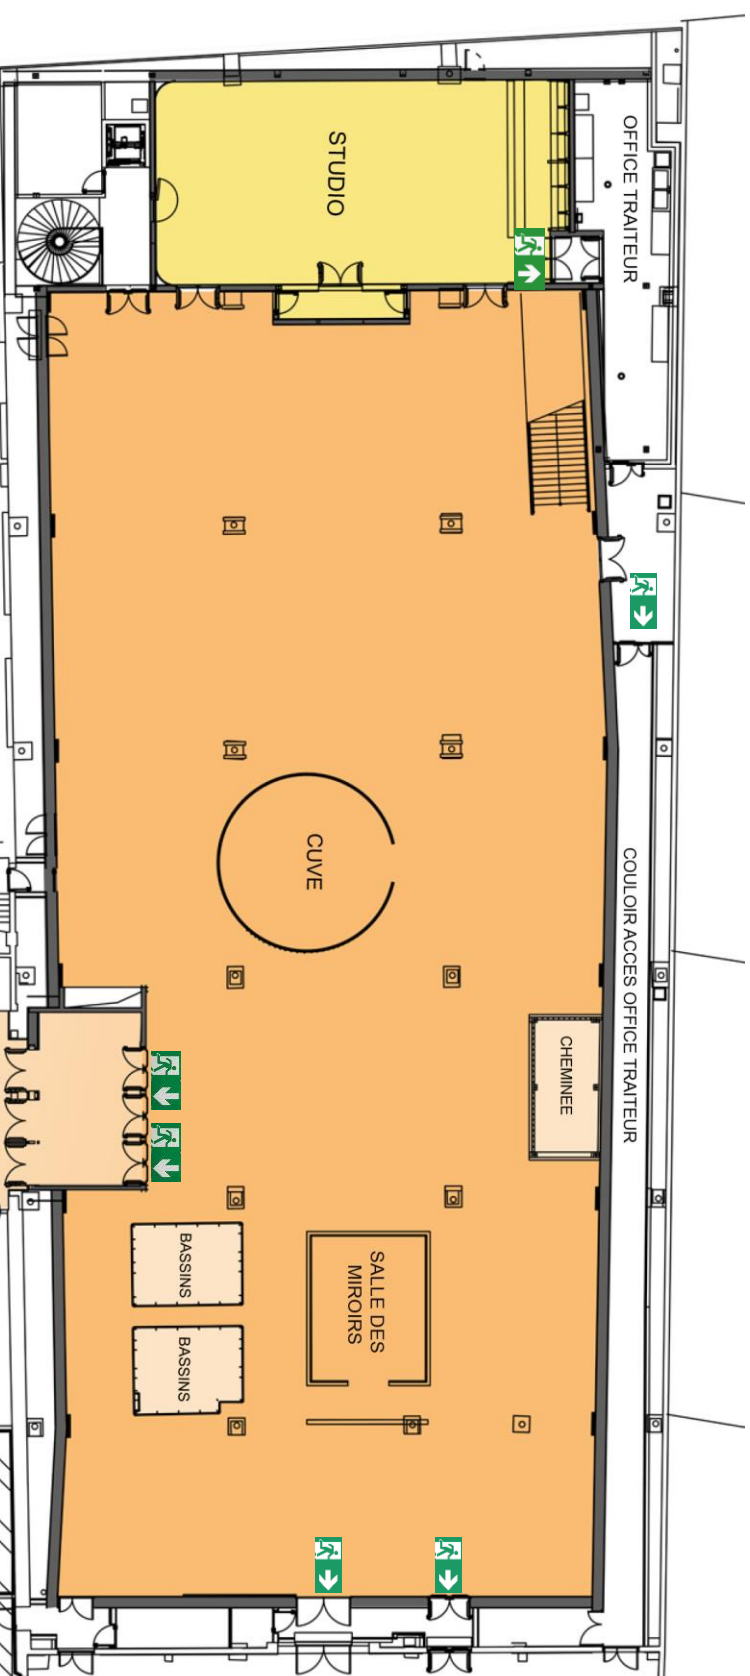 STUDIO
OFFICE TRAITEUR
CUVE
COULOIR ACCES OFFICE TRAITEUR
CHEMINEE
BASSINS
SALLE DES
MIROIRS
BASSINS